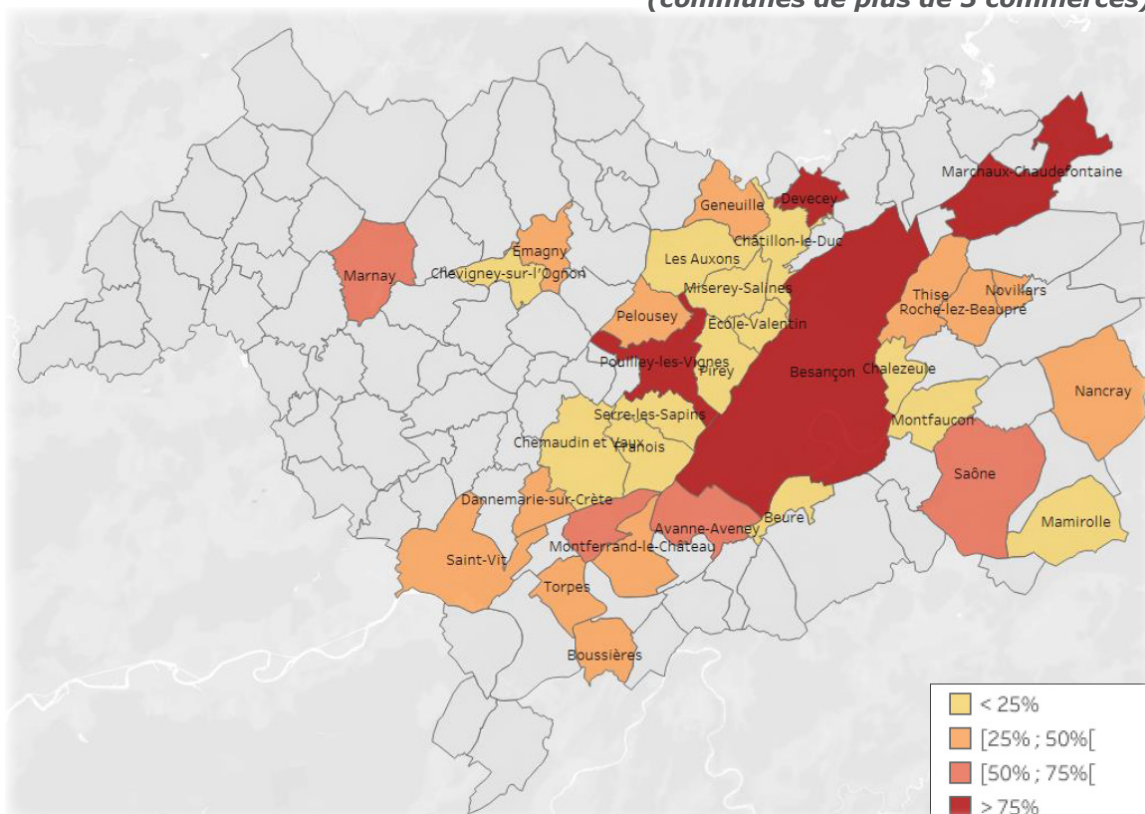 (communes de plus de 5 commerces)
Marchaux-Chaudefontaine
Devecey
Geneuille
Châtillon-le-Duc
Emagny
Les Auxons
Marnay
Chevigney-sur-l'Ognon
Miserey-Salines
Thise
Novillars
Roche-lez-Beaupré
Pelousey
École-Valentin
Pouilley-les-Vignes
Pirey
Besançon
Chalezeule
Nancray
Serre-les-Sapins
Montfaucon
Chemaudin et Vaux
Franois
Saône
Dannemarie-sur-Crète
Beure
Mamirolle
Avanne-Aveney
Montferrand-le-Château
Saint-Vit
Torpes
Boussières
< 25%
[25% ; 50%[
[50% ; 75%[
> 75%